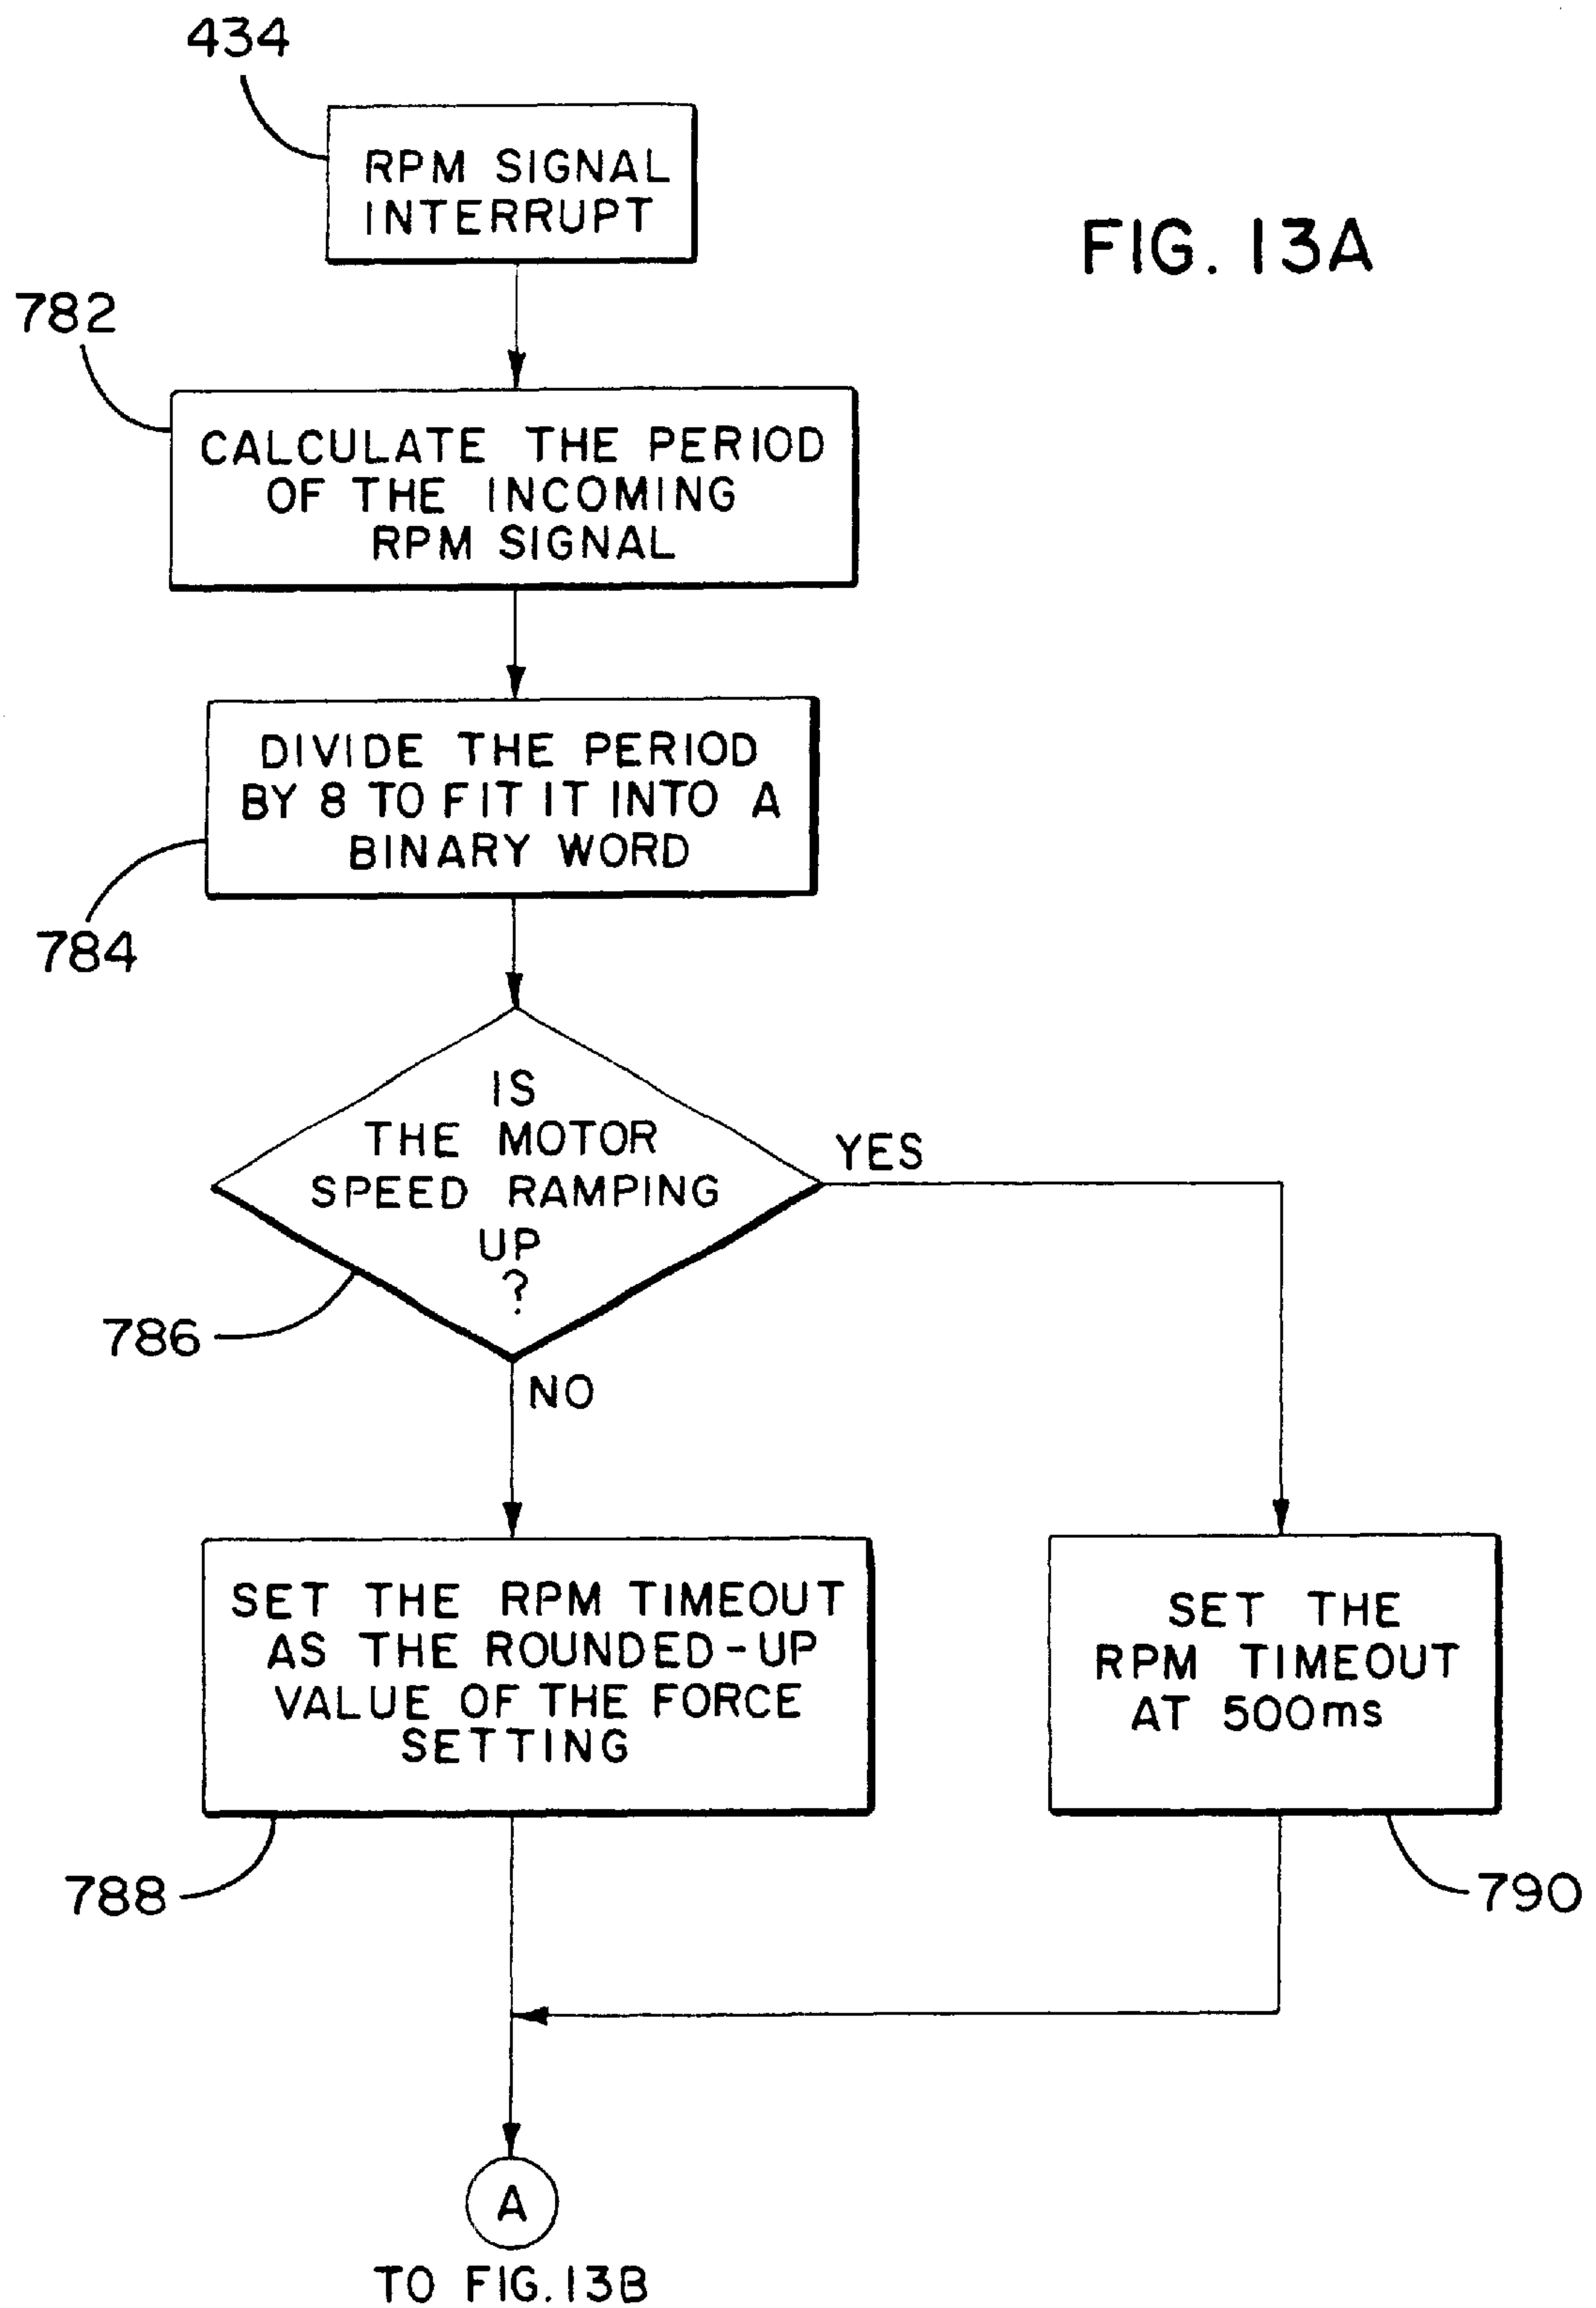 434
RPM SIGNAL
INTERRUPT
FIG. 13A
782
CALCULATE THE PERIOD
OF THE INCOMING
RPM SIGNAL
DIVIDE THE PERIOD
BY 8 TO FIT IT INTO A
BINARY WORD
784
IS
THE MOTOR
SPEED RAMPING
UP
?
YES
786
NO
SET THE RPM TIMEOUT
AS THE ROUNDED-UP
VALUE OF THE FORCE
SETTING
SET THE
RPM TIMEOUT
AT 500ms
788
790
A
TO FIG. 13B